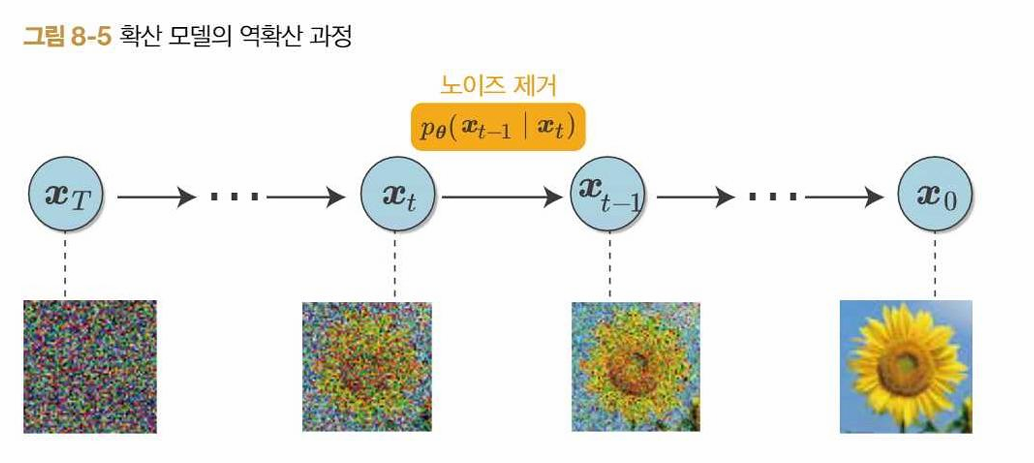 그림 8-5 확산 모델의 역확산 과정
노이즈 제거
pθ(xt−1 | xt)
xT ⋯ xt xt−1 ⋯ x0